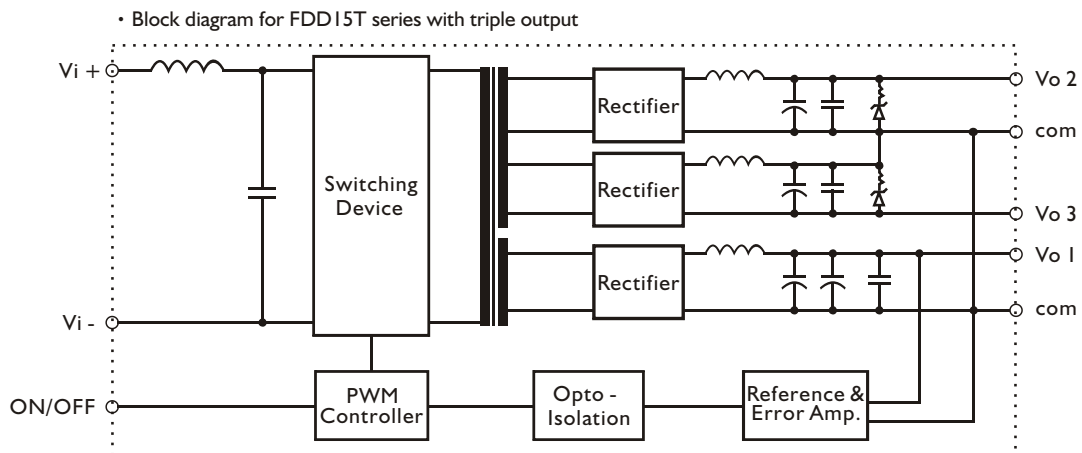 · Block diagram for FDD15T series with triple output
Vi +
Vi -
ON/OFF
Switching
Device
PWM
Controller
Opto -
Isolation
Reference &
Error Amp.
Rectifier
Rectifier
Rectifier
Vo 2
com
Vo 3
Vo 1
com